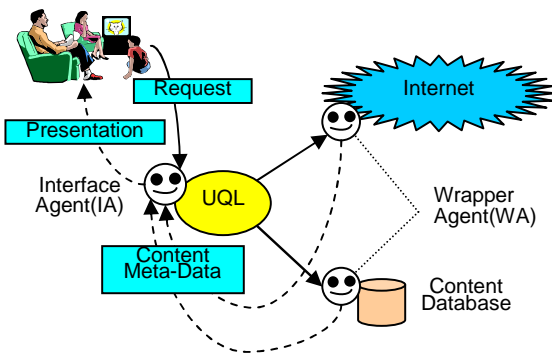 Request
Internet
Presentation
Interface
Agent(IA)
UQL
Wrapper
Agent(WA)
Content
Meta-Data
Content
Database